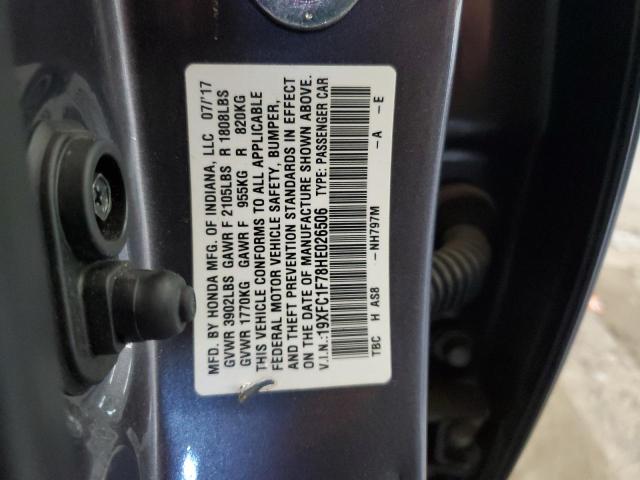 MFD. BY HONDA MFG. OF INDIANA, LLC 07/'17
GVWR 3902LBS GAWR F 2105LBS R 1808LBS
GVWR 1770KG GAWR F 955KG R 820KG
THIS VEHICLE CONFORMS TO ALL APPLICABLE
FEDERAL MOTOR VEHICLE SAFETY, BUMPER,
AND THEFT PREVENTION STANDARDS IN EFFECT
ON THE DATE OF MANUFACTURE SHOWN ABOVE.
V.I.N.:19XFC1F78HE026506 TYPE: PASSENGER CAR
TBC H AS8 -NH797M -A -E